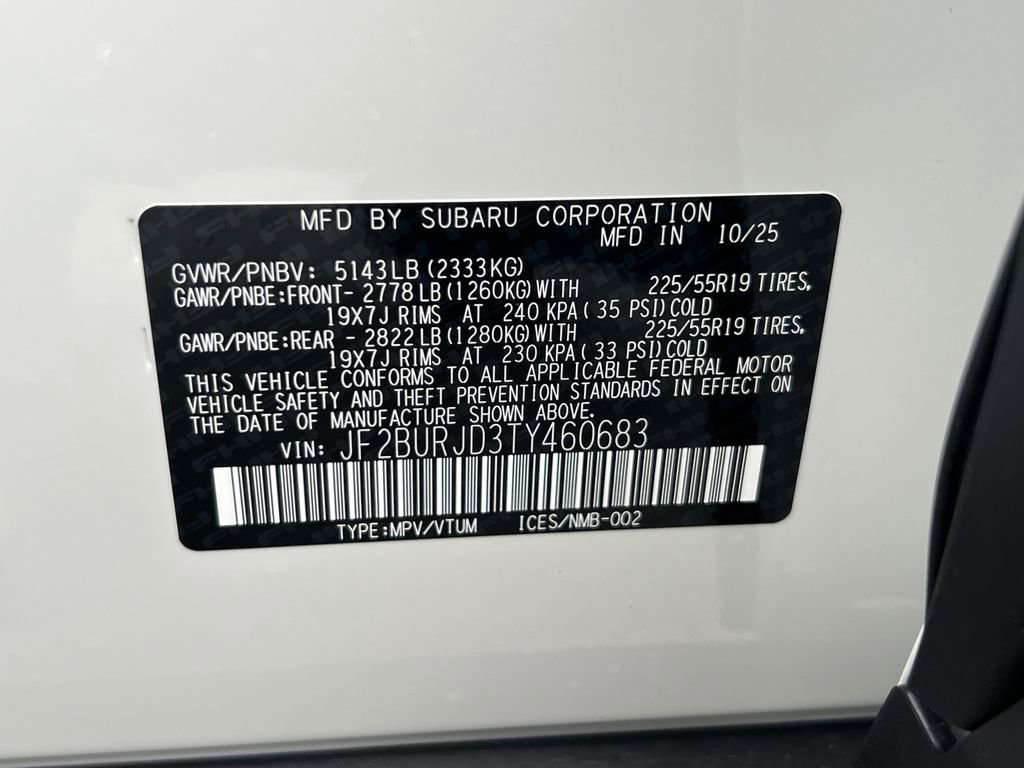 MFD BY SUBARU CORPORATION
MFD IN 10/25
GVWR/PNBV: 5143LB (2333KG)
GAWR/PNBE:FRONT- 2778 LB (1260KG) WITH 225/55R19 TIRES,
19X7J RIMS AT 240 KPA ( 35 PSI) COLD
GAWR/PNBE:REAR - 2822 LB (1280KG) WITH 225/55R19 TIRES,
19X7J RIMS AT 230 KPA ( 33 PSI) COLD
THIS VEHICLE CONFORMS TO ALL APPLICABLE FEDERAL MOTOR
VEHICLE SAFETY AND THEFT PREVENTION STANDARDS IN EFFECT ON
THE DATE OF MANUFACTURE SHOWN ABOVE.
VIN: JF2BURJD3TY460683
TYPE:MPV/VTUM ICES/NMB-002